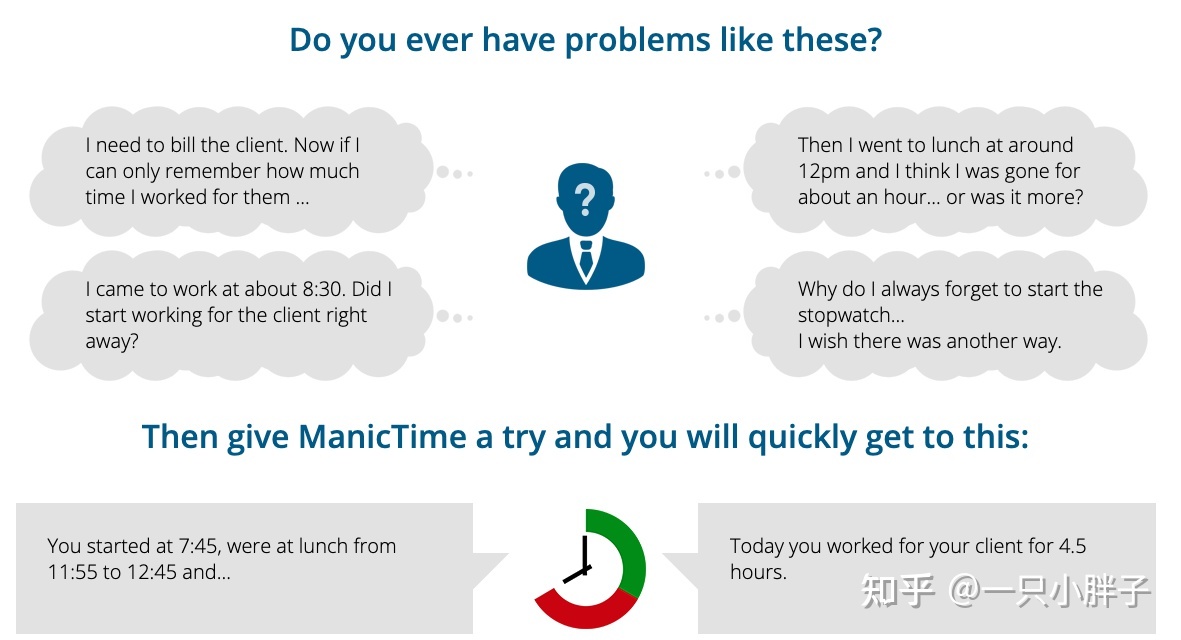 Do you ever have problems like these?
I need to bill the client. Now if I
can only remember how much
time I worked for them ...
Then I went to lunch at around
12pm and I think I was gone for
about an hour... or was it more?
?
I came to work at about 8:30. Did I
start working for the client right
away?
Why do I always forget to start the
stopwatch...
I wish there was another way.
Then give ManicTime a try and you will quickly get to this:
You started at 7:45, were at lunch from
11:55 to 12:45 and...
Today you worked for your client for 4.5
hours.
知乎 @一只小胖子